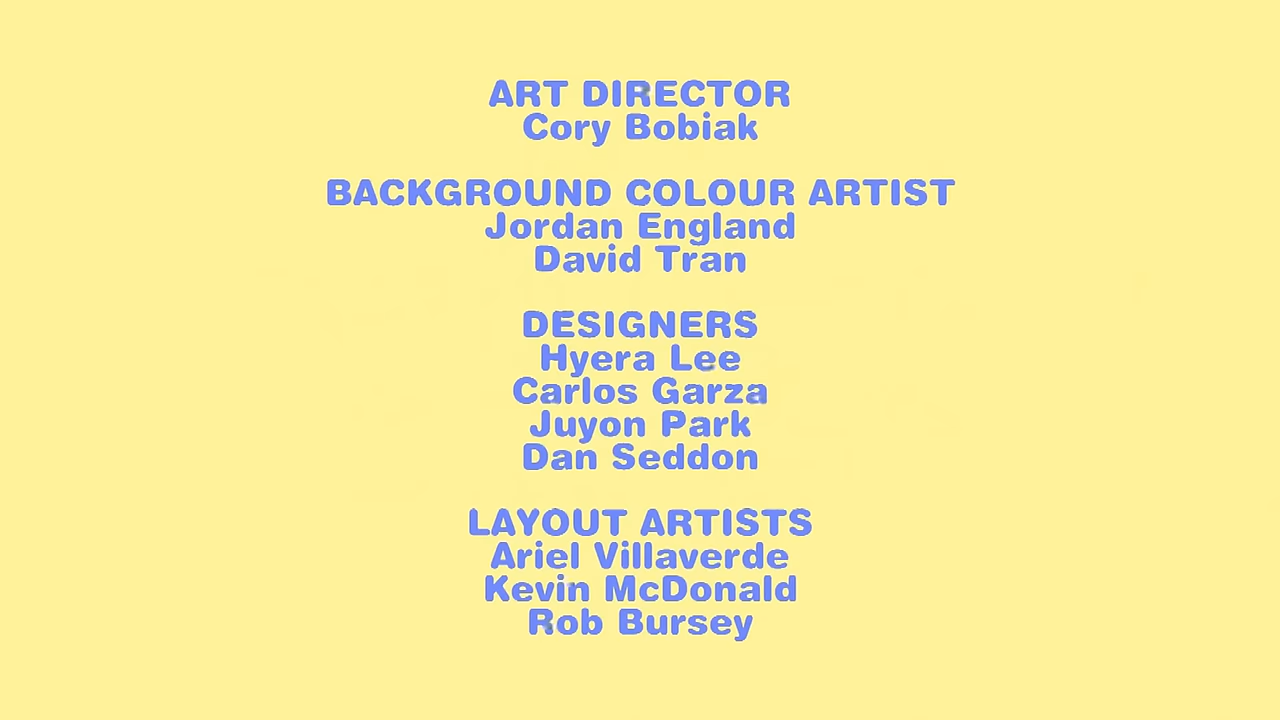 ART DIRECTOR
Cory Bobiak
BACKGROUND COLOUR ARTIST
Jordan England
David Tran
DESIGNERS
Hyera Lee
Carlos Garza
Juyon Park
Dan Seddon
LAYOUT ARTISTS
Ariel Villaverde
Kevin McDonald
Rob Bursey